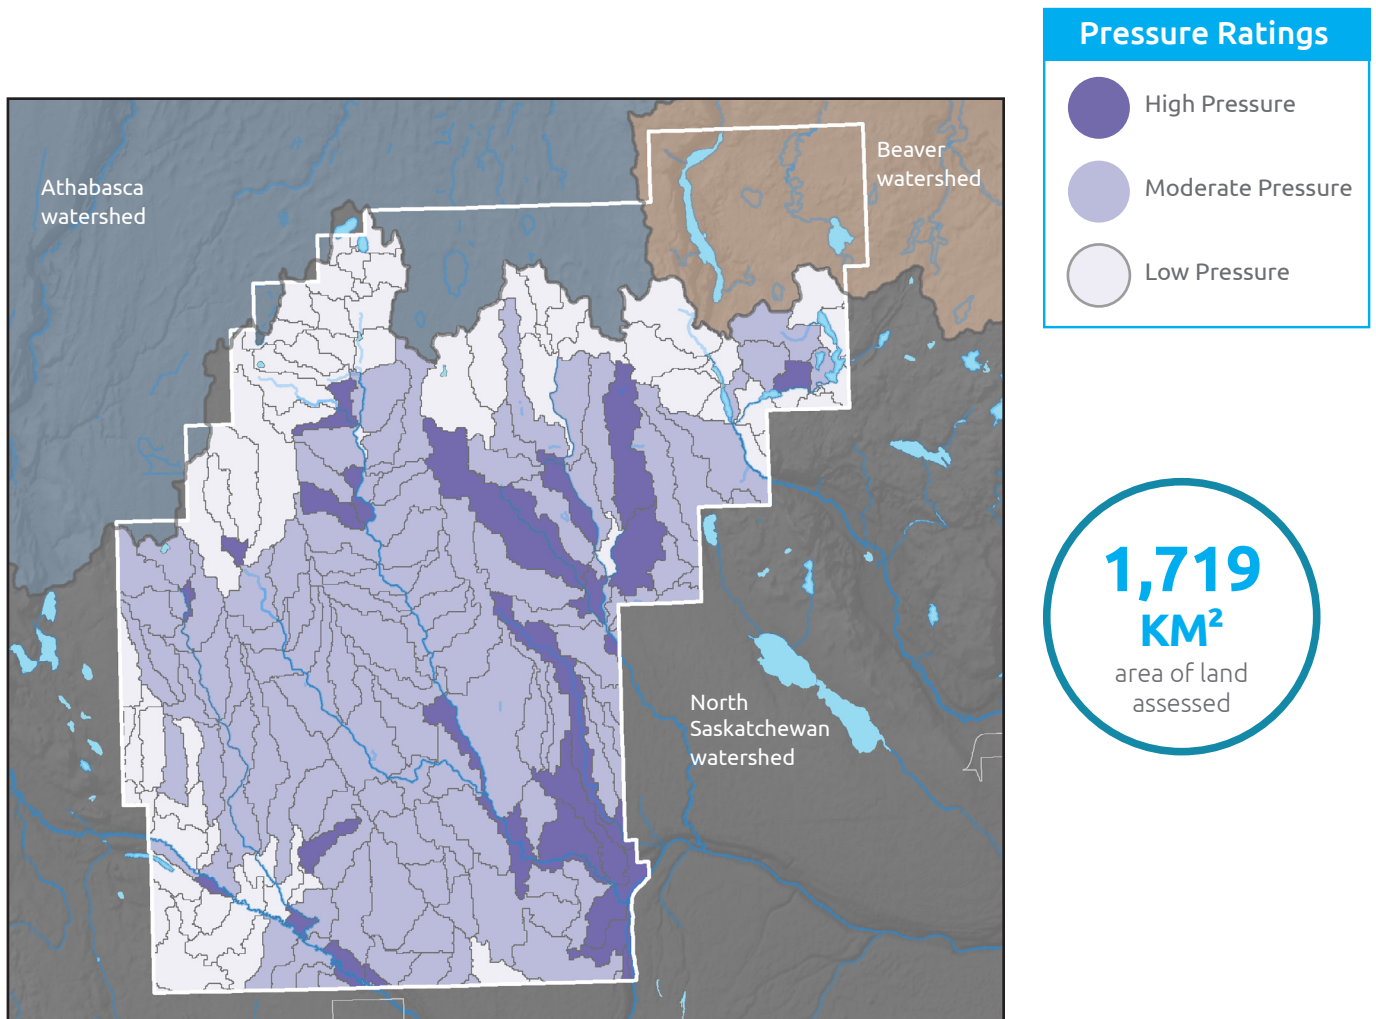 Pressure Ratings
High Pressure
Moderate Pressure
Low Pressure
Athabasca
watershed
Beaver
watershed
North
Saskatchewan
watershed
1,719
KM²
area of land
assessed